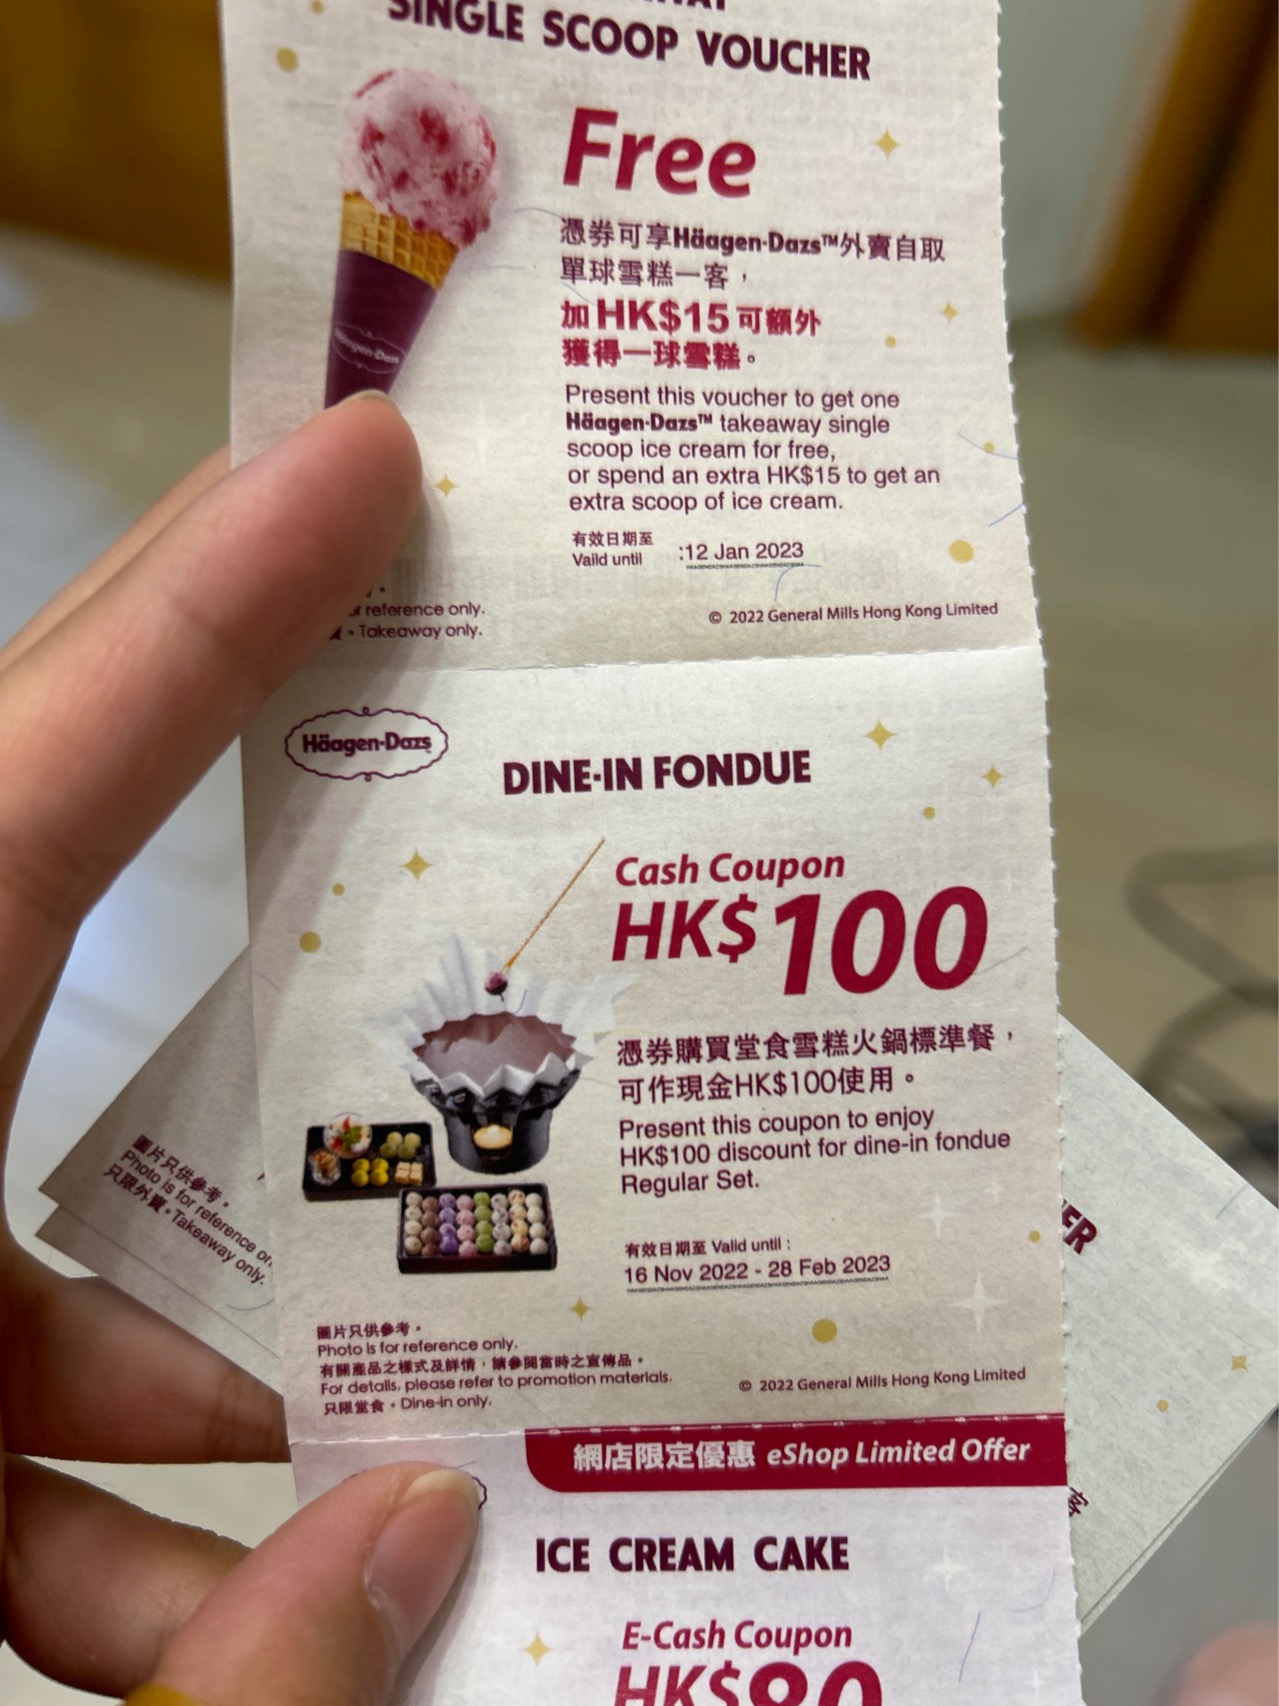 SINGLE SCOOP VOUCHER
Free
憑券可享Häagen-Dazs™外賣自取
單球雪糕一客，
加HK$15可額外
獲得一球雪糕。
Present this voucher to get one
Häagen-Dazs™ takeaway single
scoop ice cream for free,
or spend an extra HK$15 to get an
extra scoop of ice cream.
有效日期至
Vaild until :12 Jan 2023
reference only.
• Takeaway only.
© 2022 General Mills Hong Kong Limited
Häagen-Dazs
Häagen-Dazs
DINE-IN FONDUE
Cash Coupon
HK$100
憑券購買堂食雪糕火鍋標準餐，
可作現金HK$100使用。
Present this coupon to enjoy
HK$100 discount for dine-in fondue
Regular Set.
有效日期至 Valid until :
16 Nov 2022 - 28 Feb 2023
圖片只供參考。
Photo is for reference only.
有關產品之樣式及詳情，請參閱當時之宣傳品。
For details, please refer to promotion materials.
只限堂食 • Dine-in only.
© 2022 General Mills Hong Kong Limited
圖片只供參考。
Photo is for reference
只限外賣 • Takeaway only.
ER
客
網店限定優惠 eShop Limited Offer
ICE CREAM CAKE
E-Cash Coupon
HK$80